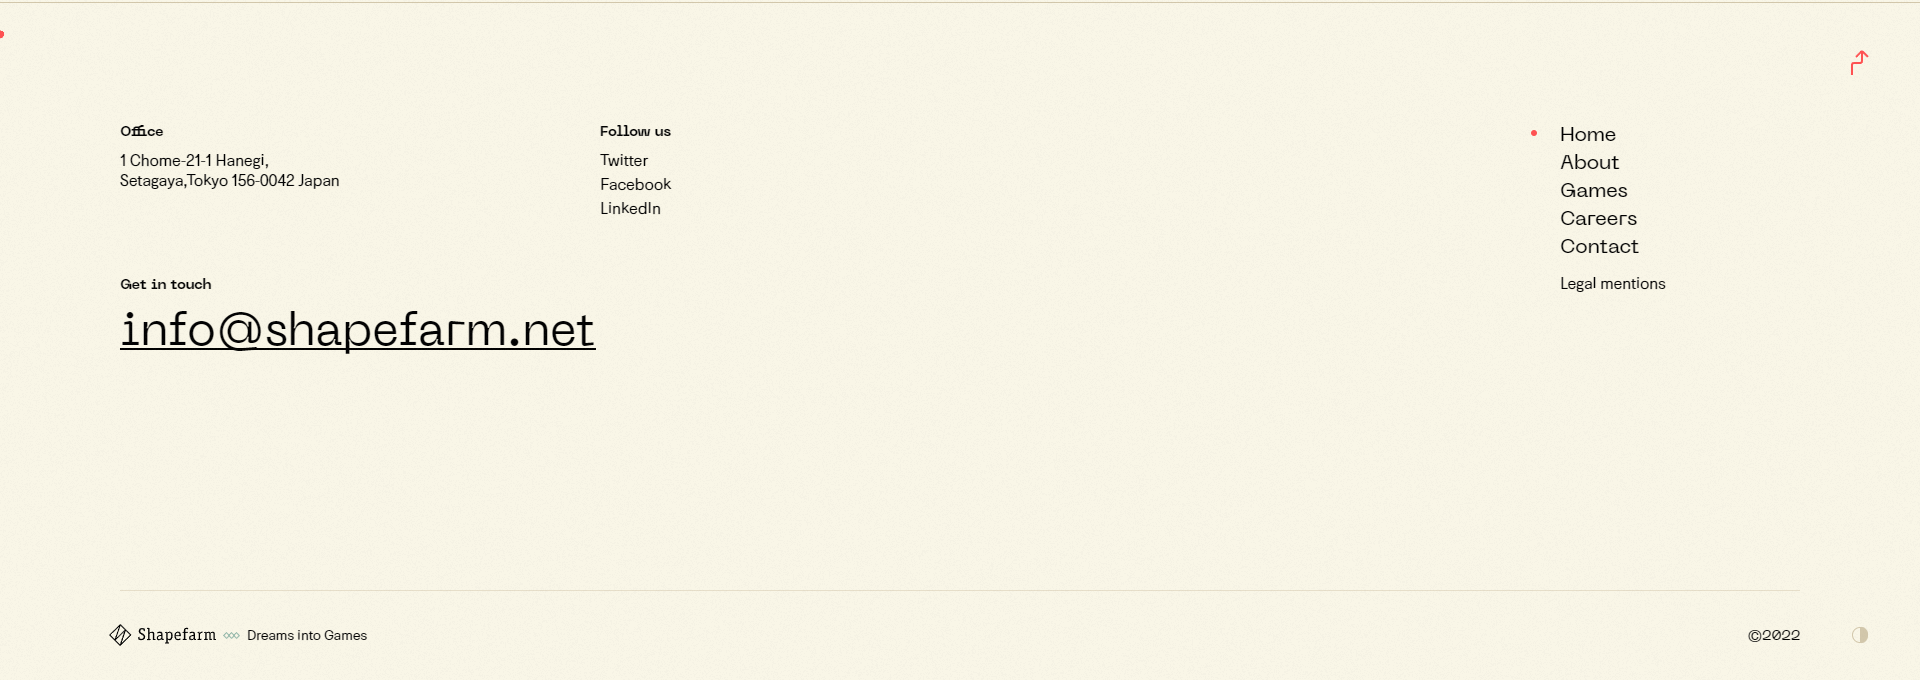 Office
1 Chome-21-1 Hanegi,
Setagaya,Tokyo 156-0042 Japan
Follow us
Twitter
Facebook
LinkedIn
Home
About
Games
Careers
Contact
Legal mentions
Get in touch
info@shapefarm.net
Shapefarm Dreams into Games
©2022